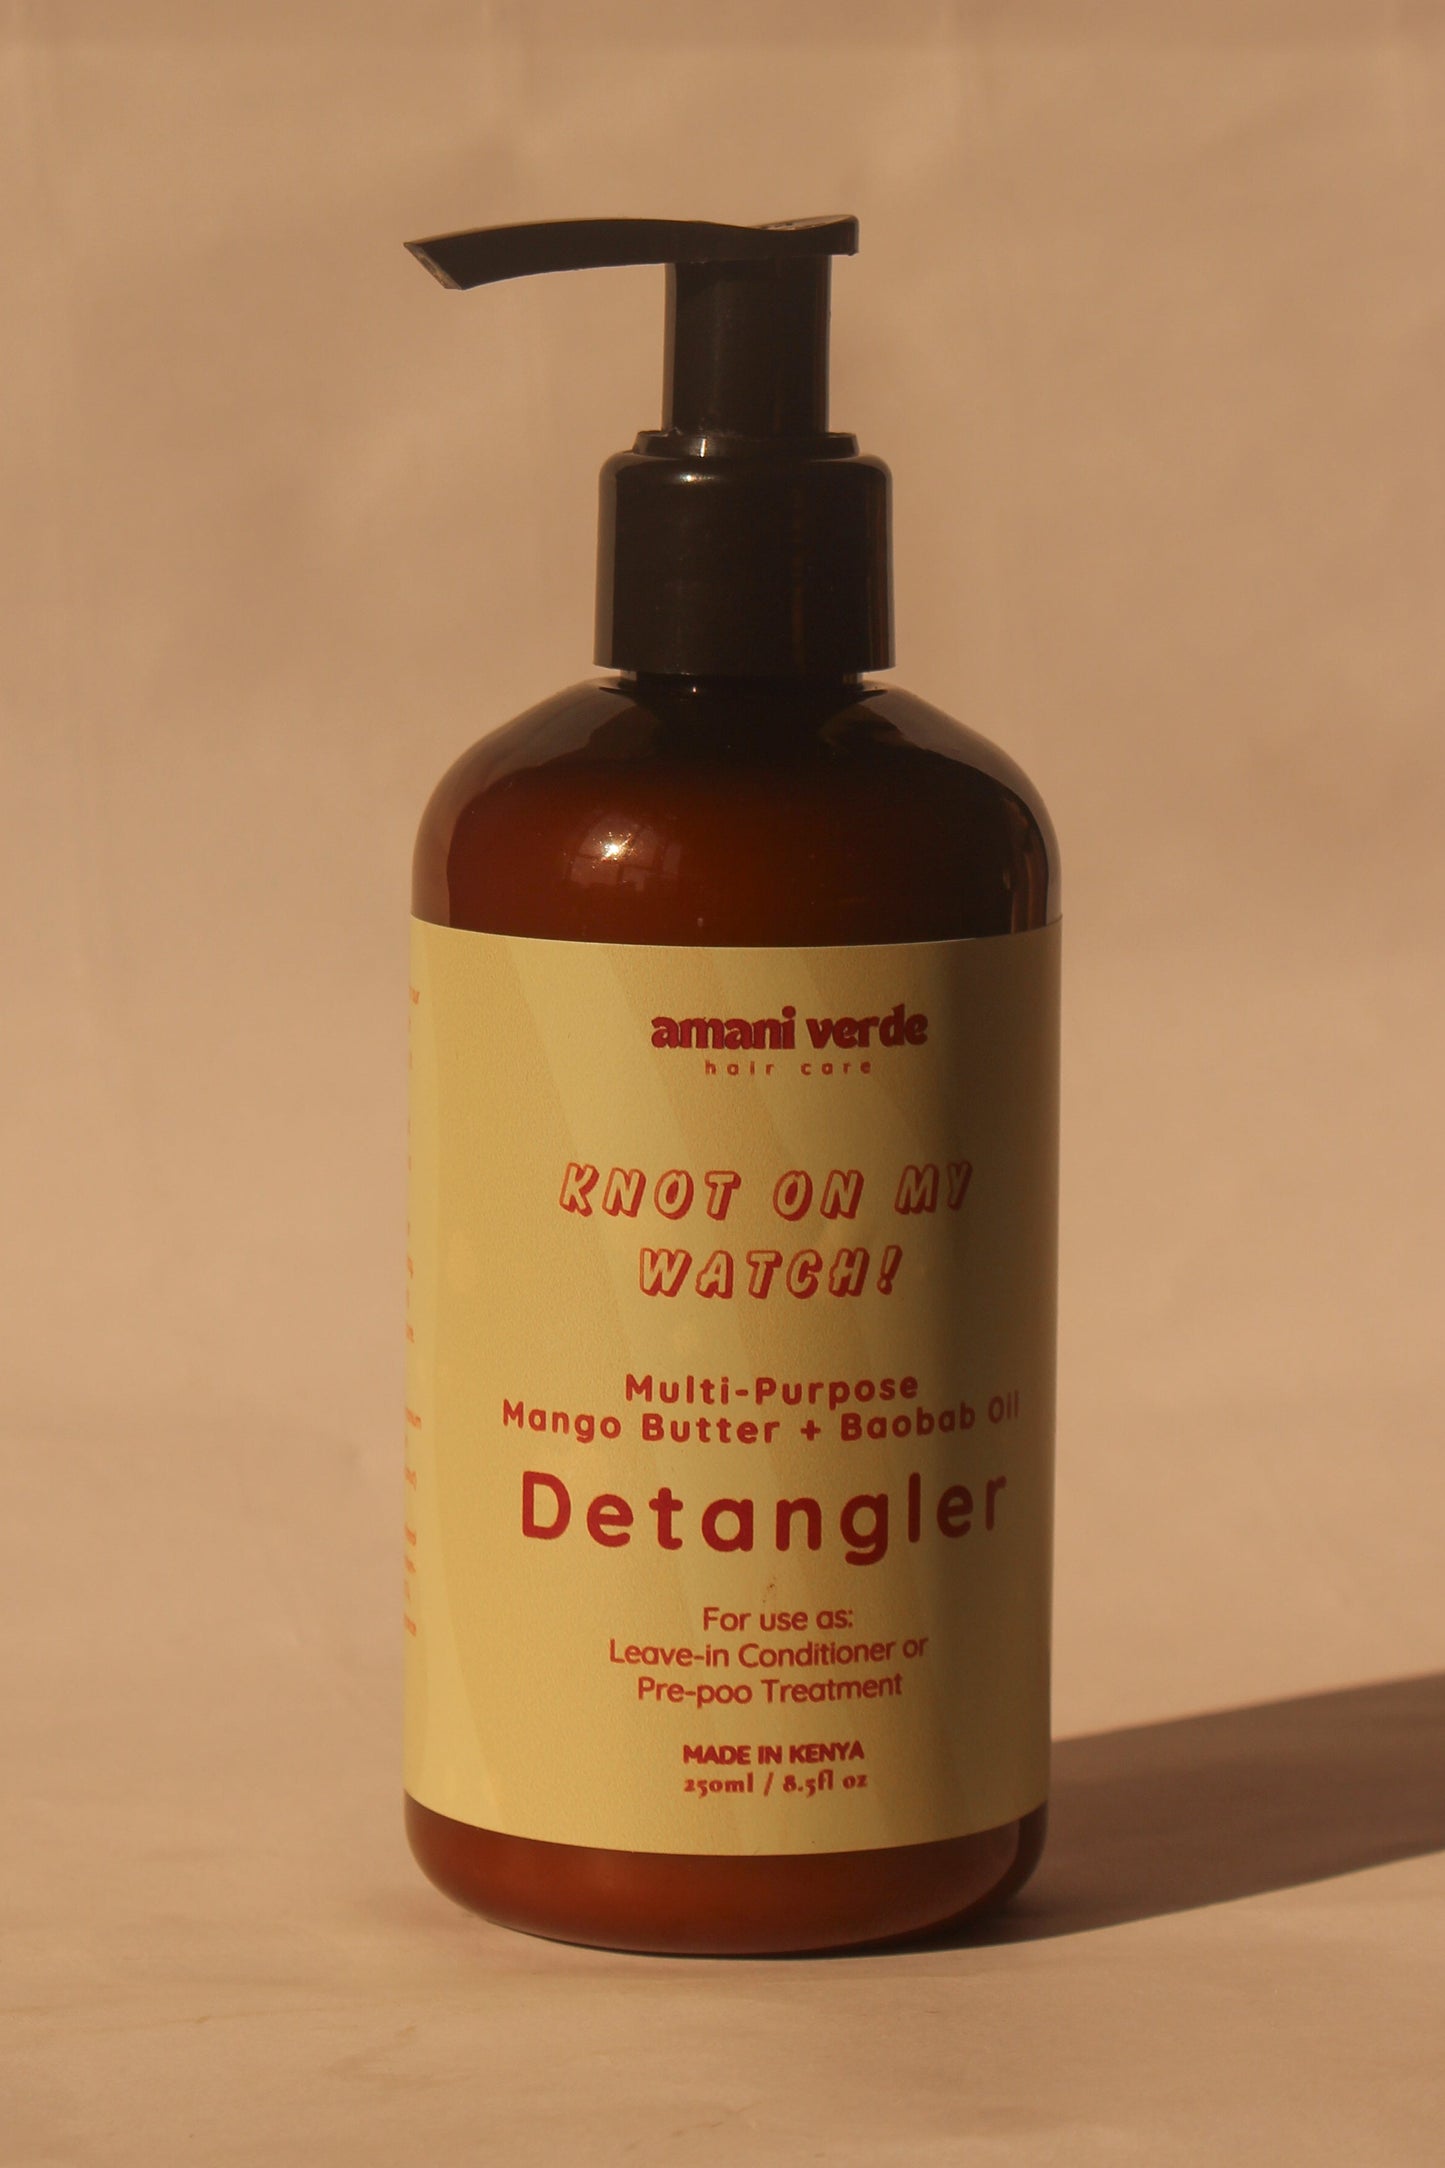 amani verde
hair care
KNOT ON MY
WATCH!
Multi-Purpose
Mango Butter + Baobab Oil
Detangler
For use as:
Leave-in Conditioner or
Pre-poo Treatment
MADE IN KENYA
250ml / 8.5fl oz